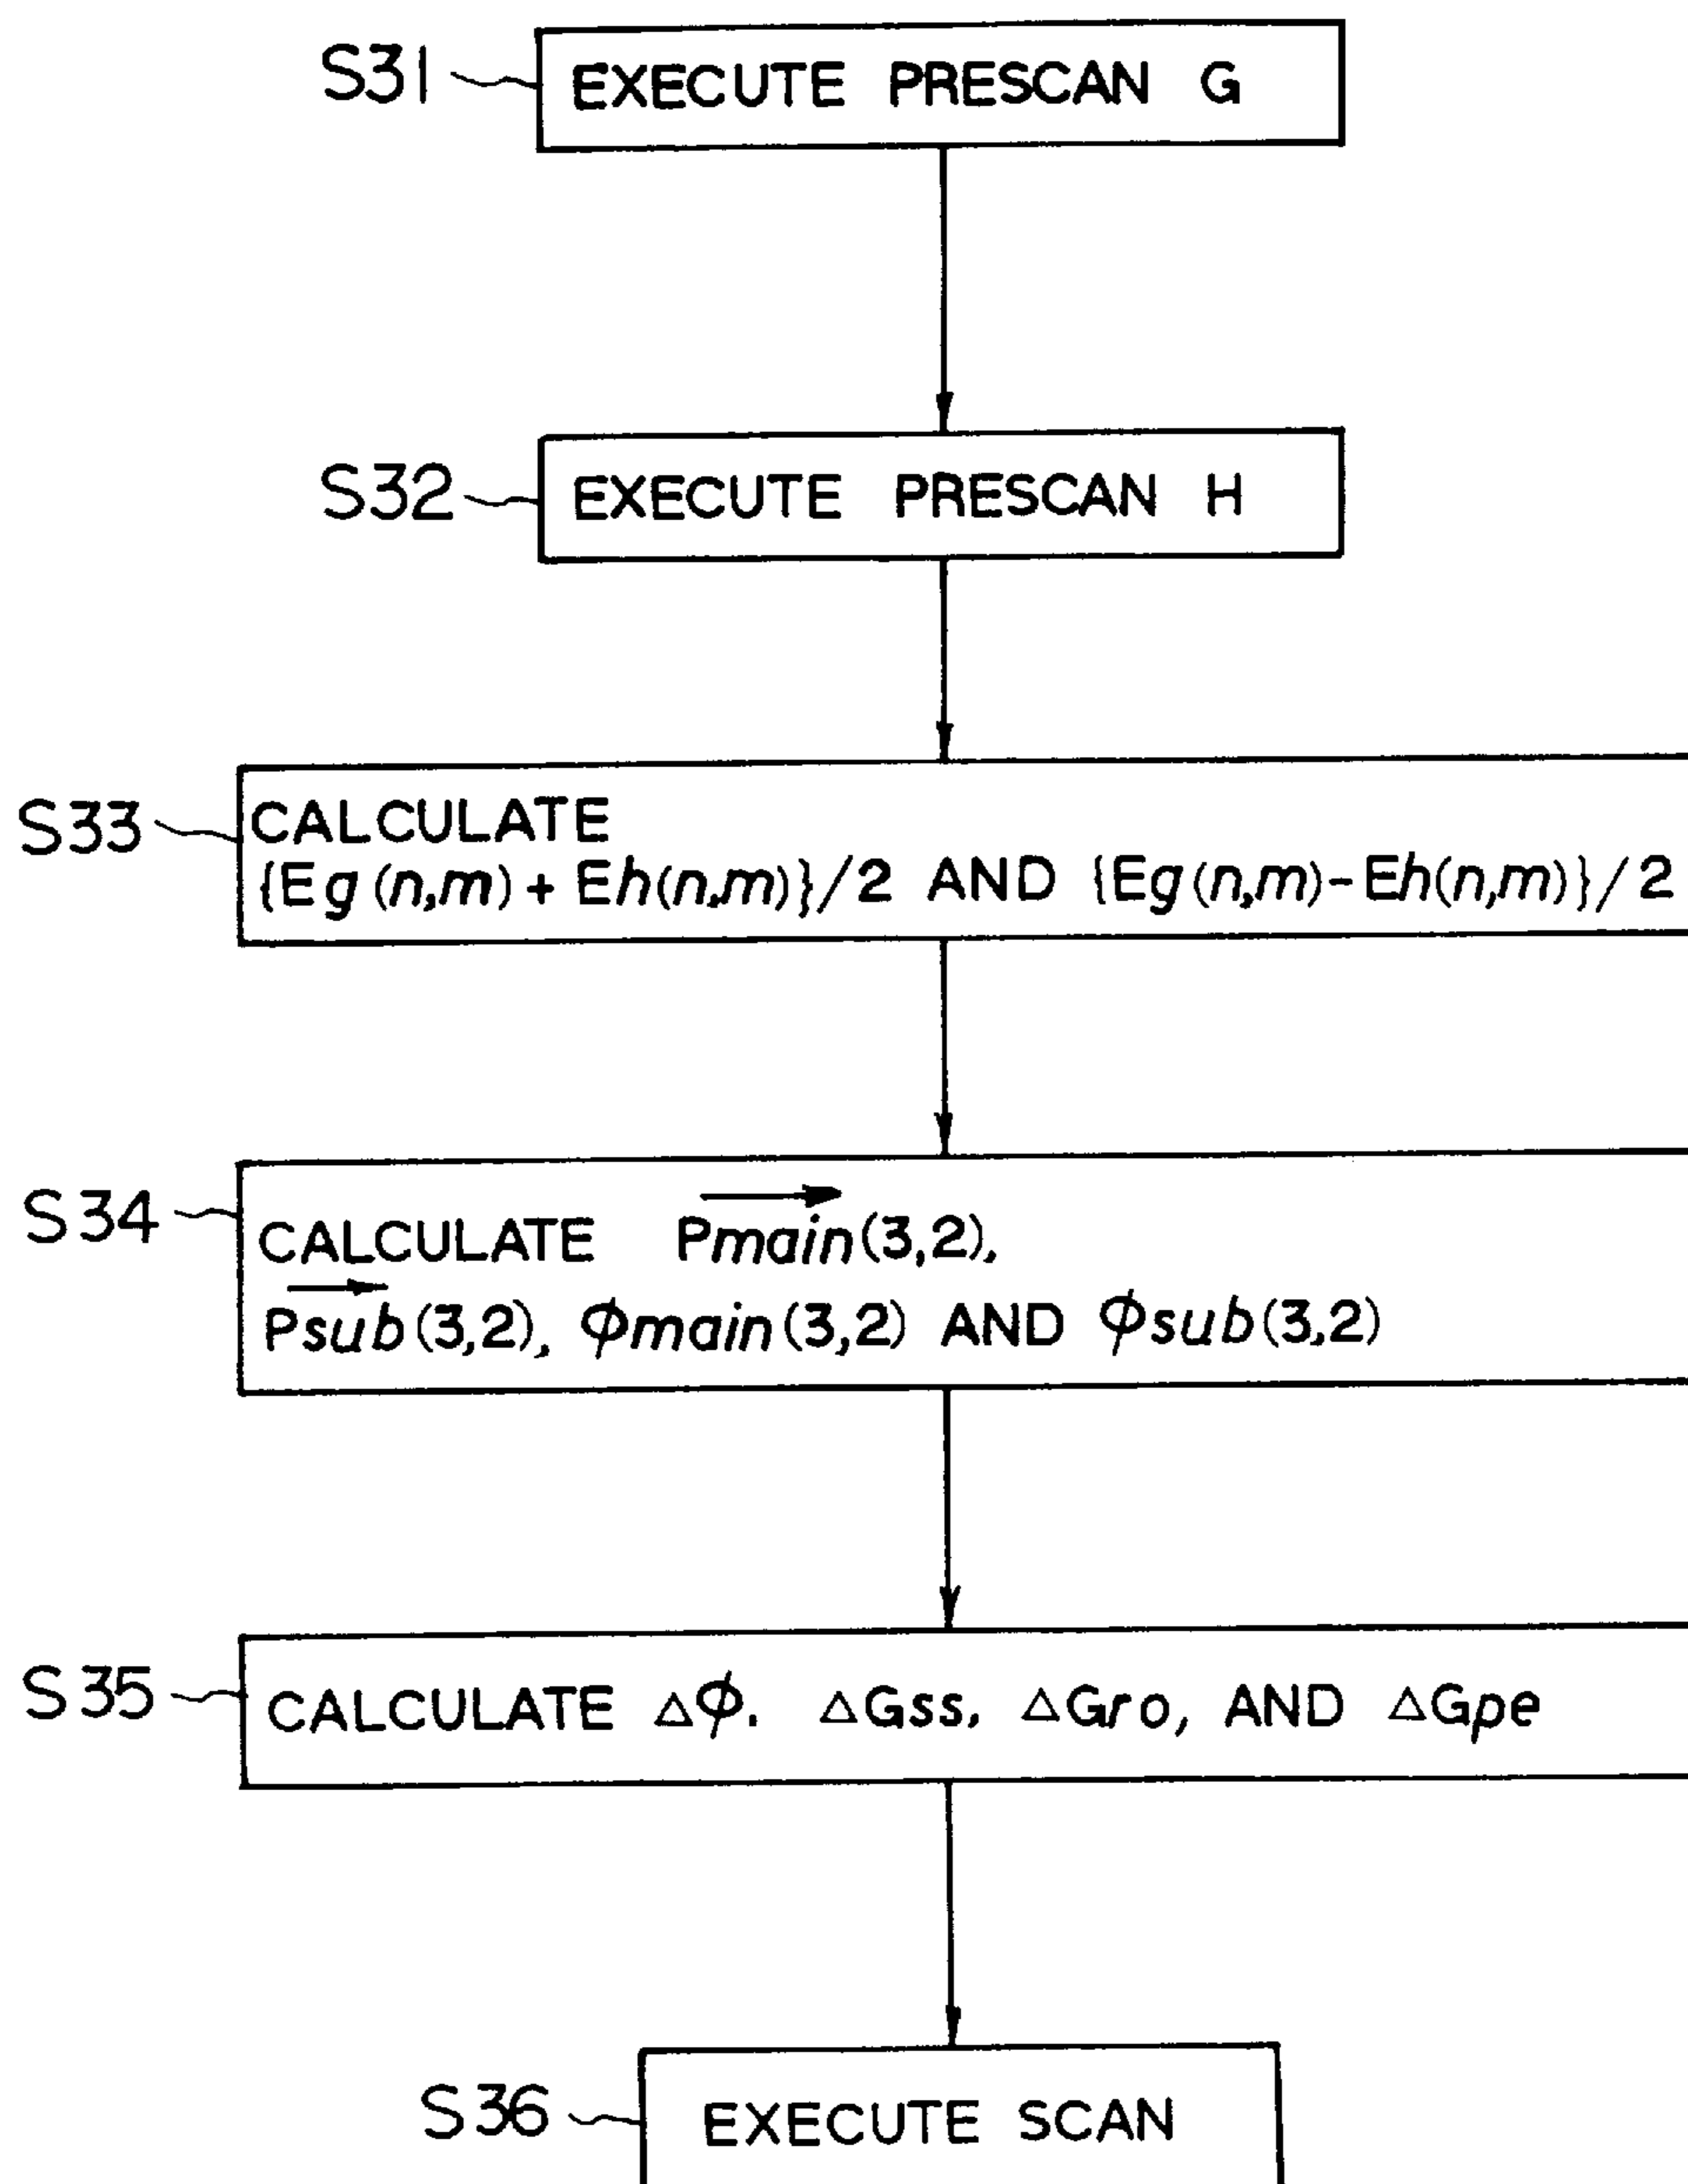 S31 EXECUTE PRESCAN G
S32 EXECUTE PRESCAN H
S33 CALCULATE
{Eg(n,m)+Eh(n,m)}/2 AND {Eg(n,m)-Eh(n,m)}/2
S34 CALCULATE Pmain(3,2),
Psub(3,2), Φmain(3,2) AND Φsub(3,2)
S35 CALCULATE ΔΦ. ΔGss, ΔGro, AND ΔGpe
S36 EXECUTE SCAN